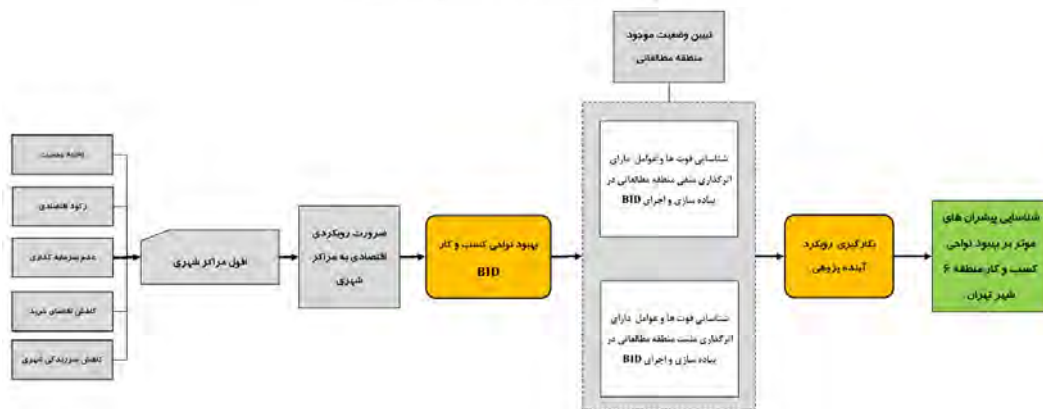 تخلیه جمعیت
رکود اقتصادی
عدم سرمایه گذاری
کاهش تقاضای خرید
کاهش سرزندگی شهری
افول مراکز شهری
ضرورت رویکردی
اقتصادی به مراکز
شهری
بهبود نواحی کسب و کار
BID
تبیین وضعیت موجود
منطقه مطالعاتی
شناسایی قوت ها و عوامل دارای
اثرگذاری منفی منطقه مطالعاتی در
پیاده سازی و اجرای BID
شناسایی قوت ها و عوامل دارای
اثرگذاری مثبت منطقه مطالعاتی در
پیاده سازی و اجرای BID
بکارگیری رویکرد
آینده پژوهی
شناسایی پیشران های
موثر بر بهبود نواحی
کسب و کار منطقه ۶
شهر تهران